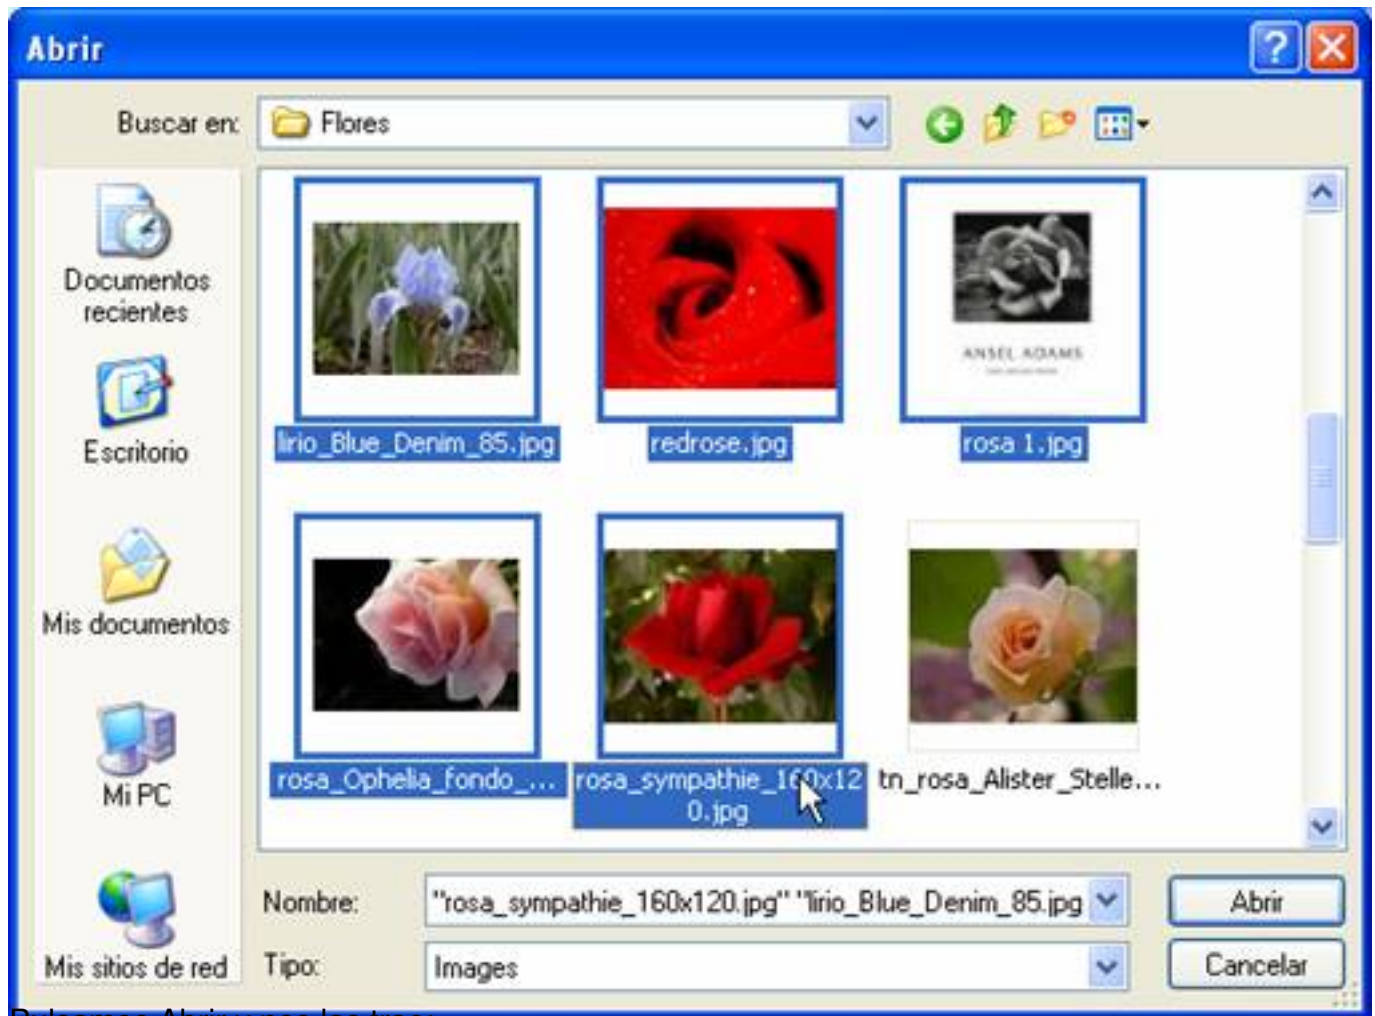 Abrir
Buscar en:
Flores
Documentos
recientes
Escritorio
Mis documentos
Mi PC
Mis sitios de red
ANSEL ADAMS
lirio_Blue_Denim_85.jpg
redrose.jpg
rosa 1.jpg
rosa_Ophelia_fondo_...
rosa_sympathie_160x12
0.jpg
tn_rosa_Alister_Stelle...
Nombre:
"rosa_sympathie_160x120.jpg" "lirio_Blue_Denim_85.jpg
Abrir
Tipo:
Images
Cancelar